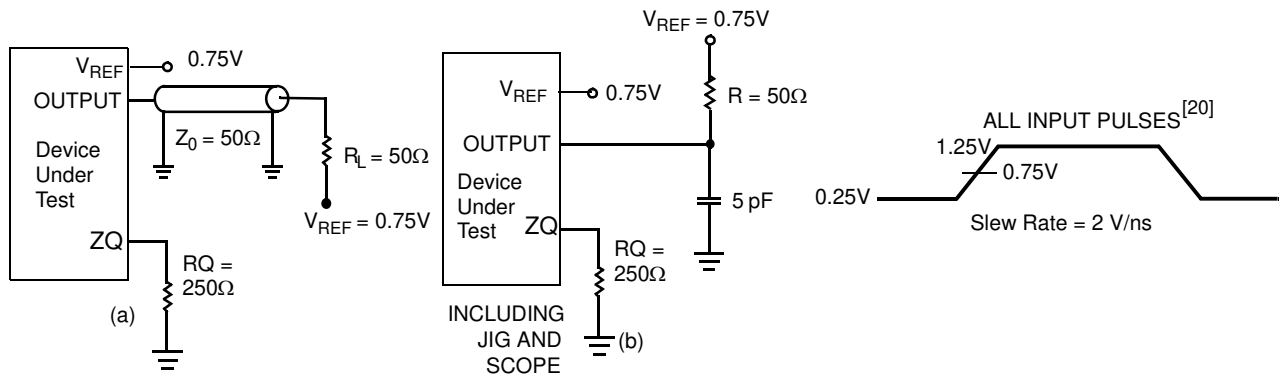 V_REF 0.75V
OUTPUT
Z_0 = 50Ω
Device
Under
Test
R_L = 50Ω
V_REF = 0.75V
ZQ
RQ =
250Ω
(a)
V_REF = 0.75V
V_REF 0.75V
R = 50Ω
OUTPUT
Device
Under
Test
5 pF
ZQ
RQ =
250Ω
INCLUDING
JIG AND
SCOPE
(b)
ALL INPUT PULSES[20]
1.25V
0.75V
0.25V
Slew Rate = 2 V/ns